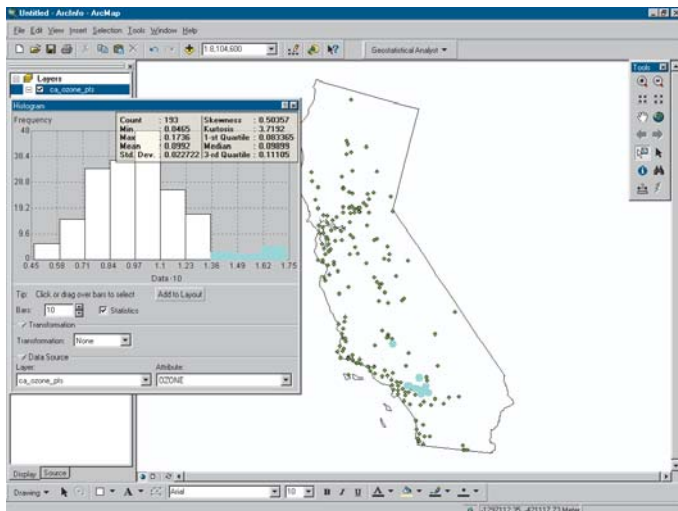 Untitled - ArcInfo - ArcMap
File Edit View Insert Selection Tools Window Help
1:8,104,600
Geostatistical Analyst
Layers
ca_ozone_pts
Tools
Histogram
Frequency
Count : 193 Skewness : 0.50357
Min : 0.0465 Kurtosis : 3.7192
Max : 0.1736 1-st Quartile : 0.083365
Mean : 0.0992 Median : 0.09899
Std. Dev. : 0.022722 3-rd Quartile : 0.11105
48
38.4
28.8
19.2
9.6
0
0.45 0.58 0.71 0.84 0.97 1.1 1.23 1.36 1.49 1.62 1.75
Data ·10
Tip: Click or drag over bars to select Add to Layout
Bars: 10 Statistics
Transformation
Transformation: None
Data Source
Layer: Attribute:
ca_ozone_pts OZONE
Display Source
Drawing Arial 10 B I U A